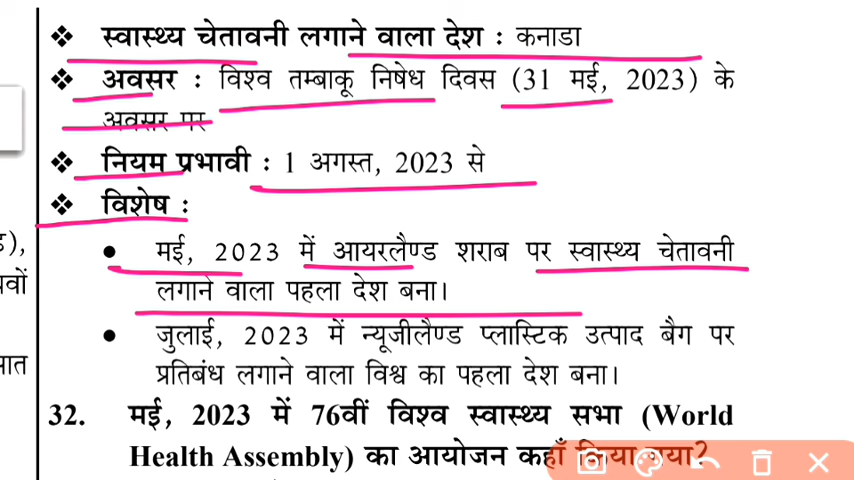 ❖ स्वास्थ्य चेतावनी लगाने वाला देश : कनाडा
❖ अवसर : विश्व तम्बाकू निषेध दिवस (31 मई, 2023) के
अवसर पर
❖ नियम प्रभावी : 1 अगस्त, 2023 से
❖ विशेष :
● मई, 2023 में आयरलैण्ड शराब पर स्वास्थ्य चेतावनी
लगाने वाला पहला देश बना।
● जुलाई, 2023 में न्यूजीलैण्ड प्लास्टिक उत्पाद बैग पर
प्रतिबंध लगाने वाला विश्व का पहला देश बना।
32. मई, 2023 में 76वीं विश्व स्वास्थ्य सभा (World
Health Assembly) का आयोजन कहाँ किया गया?